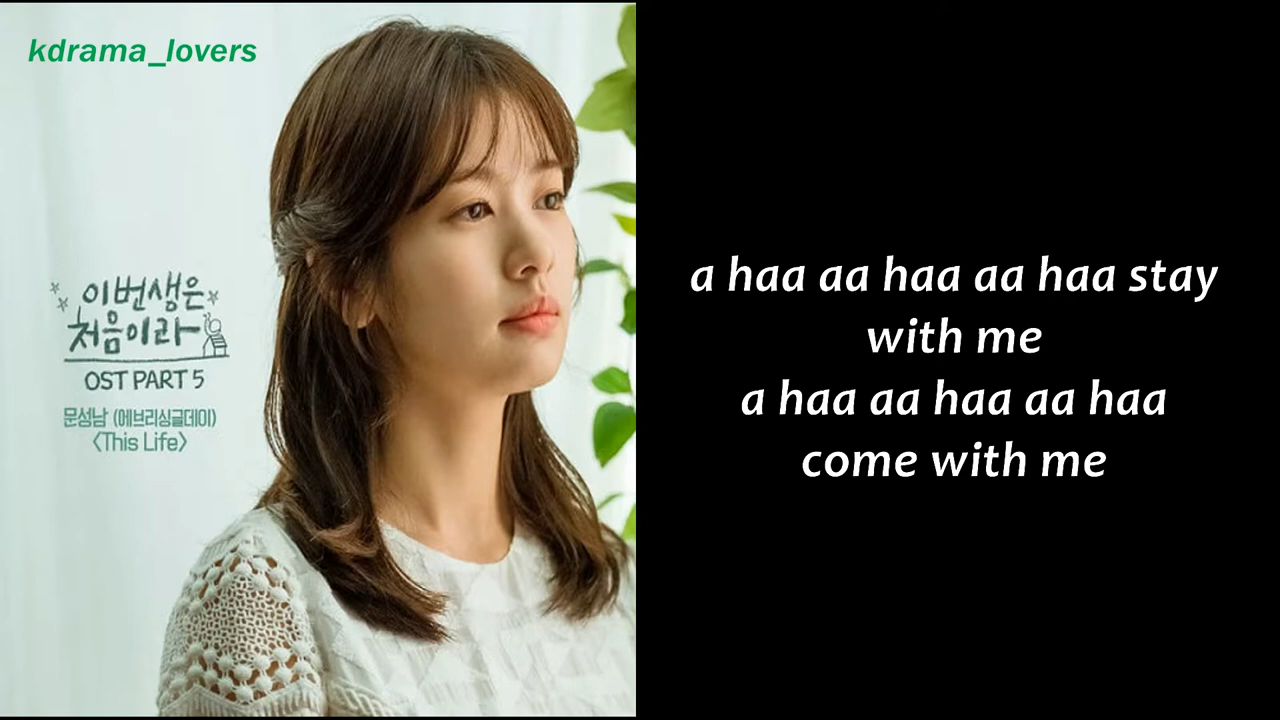 kdrama_lovers
이번생은
처음이라
OST PART 5
문성남 (에브리싱글데이)
<This Life>
a haa aa haa aa haa stay
with me
a haa aa haa aa haa
come with me